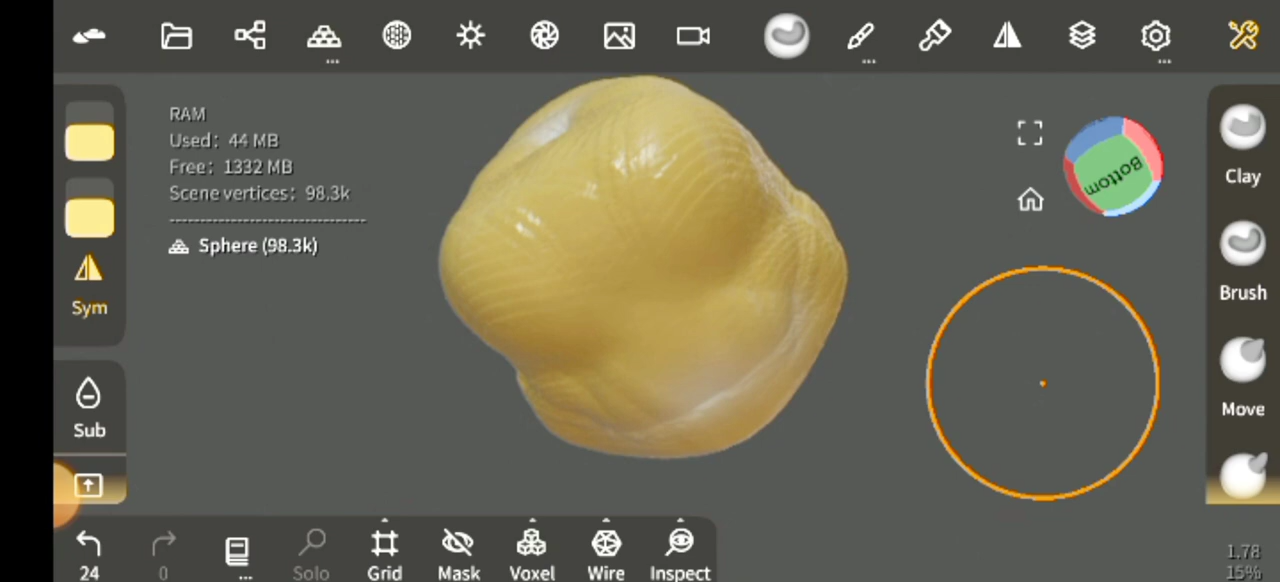 RAM
Used: 44 MB
Free: 1332 MB
Scene vertices: 98.3k
--------------------------------
Sphere (98.3k)
Bottom
Sym
Sub
Clay
Brush
Move
24
0
...
Solo
Grid
Mask
Voxel
Wire
Inspect
1.78
15%